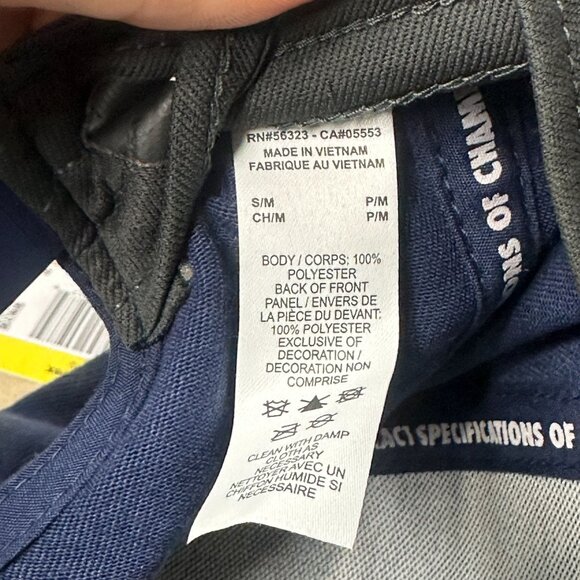 RN#56323 - CA#05553
MADE IN VIETNAM
FABRIQUE AU VIETNAM
S/M P/M
CH/M P/M
BODY / CORPS: 100%
POLYESTER
BACK OF FRONT
PANEL / ENVERS DE
LA PIÈCE DU DEVANT:
100% POLYESTER
EXCLUSIVE OF
DECORATION /
DECORATION NON
COMPRISE
CLEAN WITH DAMP
CLOTH AS
NECESSARY
NETTOYER AVEC UN
CHIFFON HUMIDE SI
NECESSAIRE
ONS OF CHAM
SPECIFICATIONS OF